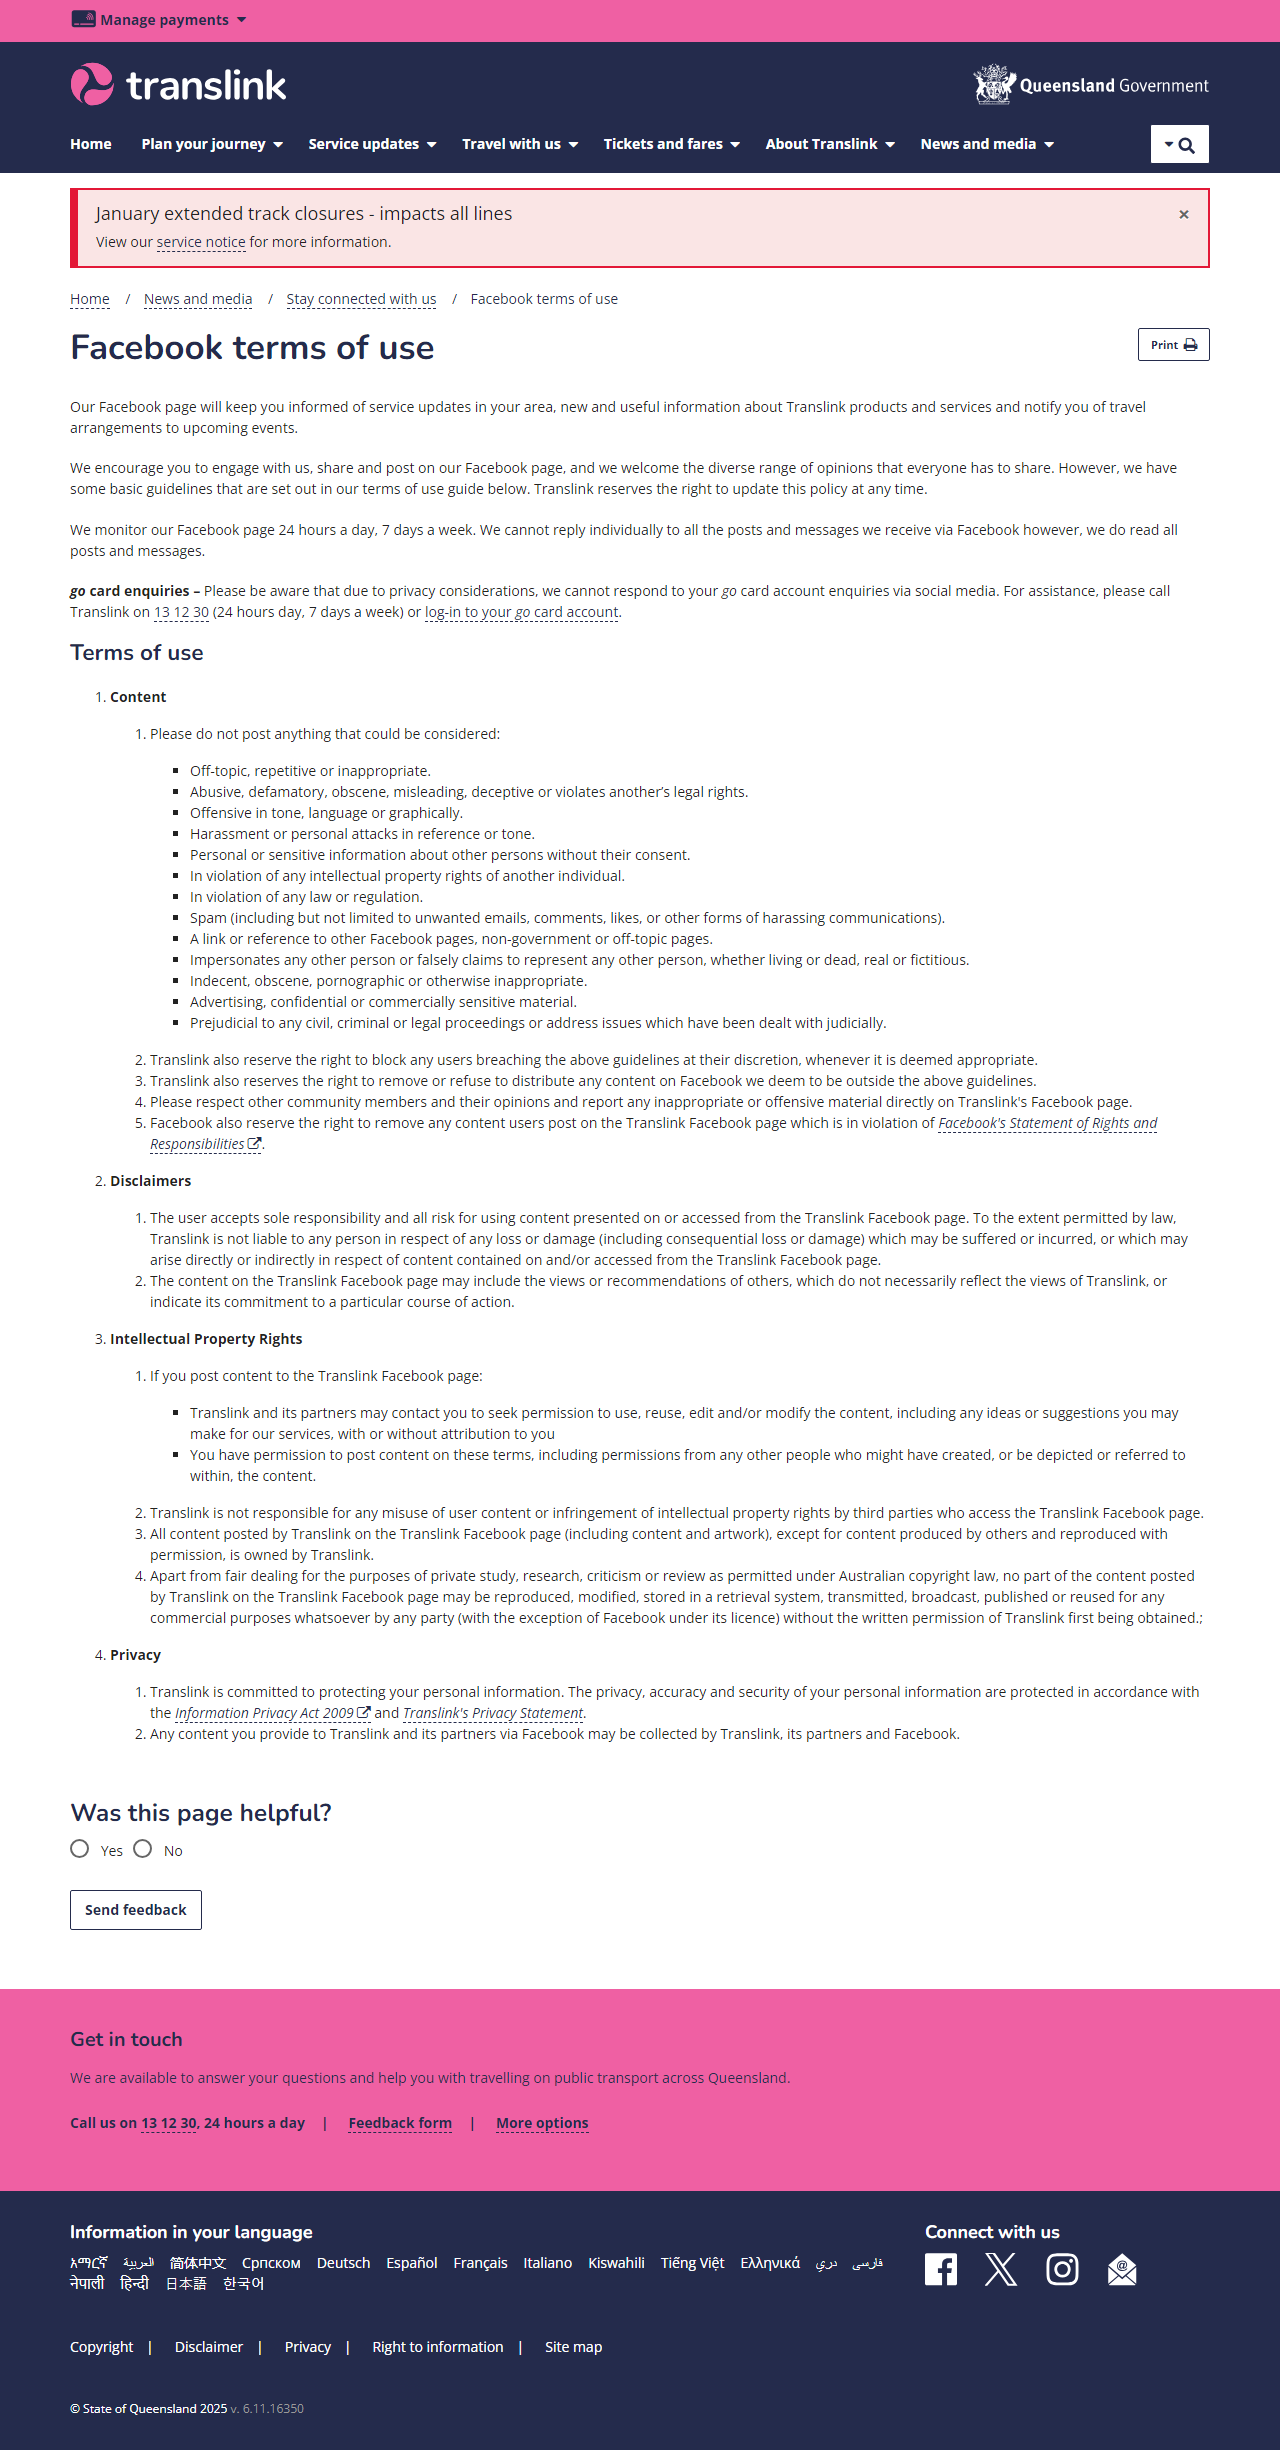 Manage payments
translink
Queensland Government
Home Plan your journey Service updates Travel with us Tickets and fares About Translink News and media
January extended track closures - impacts all lines ×
View our service notice for more information.
Home / News and media / Stay connected with us / Facebook terms of use
Facebook terms of use
Print
Our Facebook page will keep you informed of service updates in your area, new and useful information about Translink products and services and notify you of travel
arrangements to upcoming events.
We encourage you to engage with us, share and post on our Facebook page, and we welcome the diverse range of opinions that everyone has to share. However, we have
some basic guidelines that are set out in our terms of use guide below. Translink reserves the right to update this policy at any time.
We monitor our Facebook page 24 hours a day, 7 days a week. We cannot reply individually to all the posts and messages we receive via Facebook however, we do read all
posts and messages.
go card enquiries – Please be aware that due to privacy considerations, we cannot respond to your go card account enquiries via social media. For assistance, please call
Translink on 13 12 30 (24 hours day, 7 days a week) or log-in to your go card account.
Terms of use
1. Content
1. Please do not post anything that could be considered:
▪ Off-topic, repetitive or inappropriate.
▪ Abusive, defamatory, obscene, misleading, deceptive or violates another’s legal rights.
▪ Offensive in tone, language or graphically.
▪ Harassment or personal attacks in reference or tone.
▪ Personal or sensitive information about other persons without their consent.
▪ In violation of any intellectual property rights of another individual.
▪ In violation of any law or regulation.
▪ Spam (including but not limited to unwanted emails, comments, likes, or other forms of harassing communications).
▪ A link or reference to other Facebook pages, non-government or off-topic pages.
▪ Impersonates any other person or falsely claims to represent any other person, whether living or dead, real or fictitious.
▪ Indecent, obscene, pornographic or otherwise inappropriate.
▪ Advertising, confidential or commercially sensitive material.
▪ Prejudicial to any civil, criminal or legal proceedings or address issues which have been dealt with judicially.
2. Translink also reserve the right to block any users breaching the above guidelines at their discretion, whenever it is deemed appropriate.
3. Translink also reserves the right to remove or refuse to distribute any content on Facebook we deem to be outside the above guidelines.
4. Please respect other community members and their opinions and report any inappropriate or offensive material directly on Translink's Facebook page.
5. Facebook also reserve the right to remove any content users post on the Translink Facebook page which is in violation of Facebook's Statement of Rights and
Responsibilities.
2. Disclaimers
1. The user accepts sole responsibility and all risk for using content presented on or accessed from the Translink Facebook page. To the extent permitted by law,
Translink is not liable to any person in respect of any loss or damage (including consequential loss or damage) which may be suffered or incurred, or which may
arise directly or indirectly in respect of content contained on and/or accessed from the Translink Facebook page.
2. The content on the Translink Facebook page may include the views or recommendations of others, which do not necessarily reflect the views of Translink, or
indicate its commitment to a particular course of action.
3. Intellectual Property Rights
1. If you post content to the Translink Facebook page:
▪ Translink and its partners may contact you to seek permission to use, reuse, edit and/or modify the content, including any ideas or suggestions you may
make for our services, with or without attribution to you
▪ You have permission to post content on these terms, including permissions from any other people who might have created, or be depicted or referred to
within, the content.
2. Translink is not responsible for any misuse of user content or infringement of intellectual property rights by third parties who access the Translink Facebook page.
3. All content posted by Translink on the Translink Facebook page (including content and artwork), except for content produced by others and reproduced with
permission, is owned by Translink.
4. Apart from fair dealing for the purposes of private study, research, criticism or review as permitted under Australian copyright law, no part of the content posted
by Translink on the Translink Facebook page may be reproduced, modified, stored in a retrieval system, transmitted, broadcast, published or reused for any
commercial purposes whatsoever by any party (with the exception of Facebook under its licence) without the written permission of Translink first being obtained.;
4. Privacy
1. Translink is committed to protecting your personal information. The privacy, accuracy and security of your personal information are protected in accordance with
the Information Privacy Act 2009 and Translink's Privacy Statement.
2. Any content you provide to Translink and its partners via Facebook may be collected by Translink, its partners and Facebook.
Was this page helpful?
Yes No
Send feedback
Get in touch
We are available to answer your questions and help you with travelling on public transport across Queensland.
Call us on 13 12 30, 24 hours a day | Feedback form | More options
Information in your language
አማርኛ العربية 简体中文 Српском Deutsch Español Français Italiano Kiswahili Tiếng Việt Ελληνικά دري فارسی
नेपाली हिन्दी 日本語 한국어
Connect with us
Copyright | Disclaimer | Privacy | Right to information | Site map
© State of Queensland 2025 v. 6.11.16350